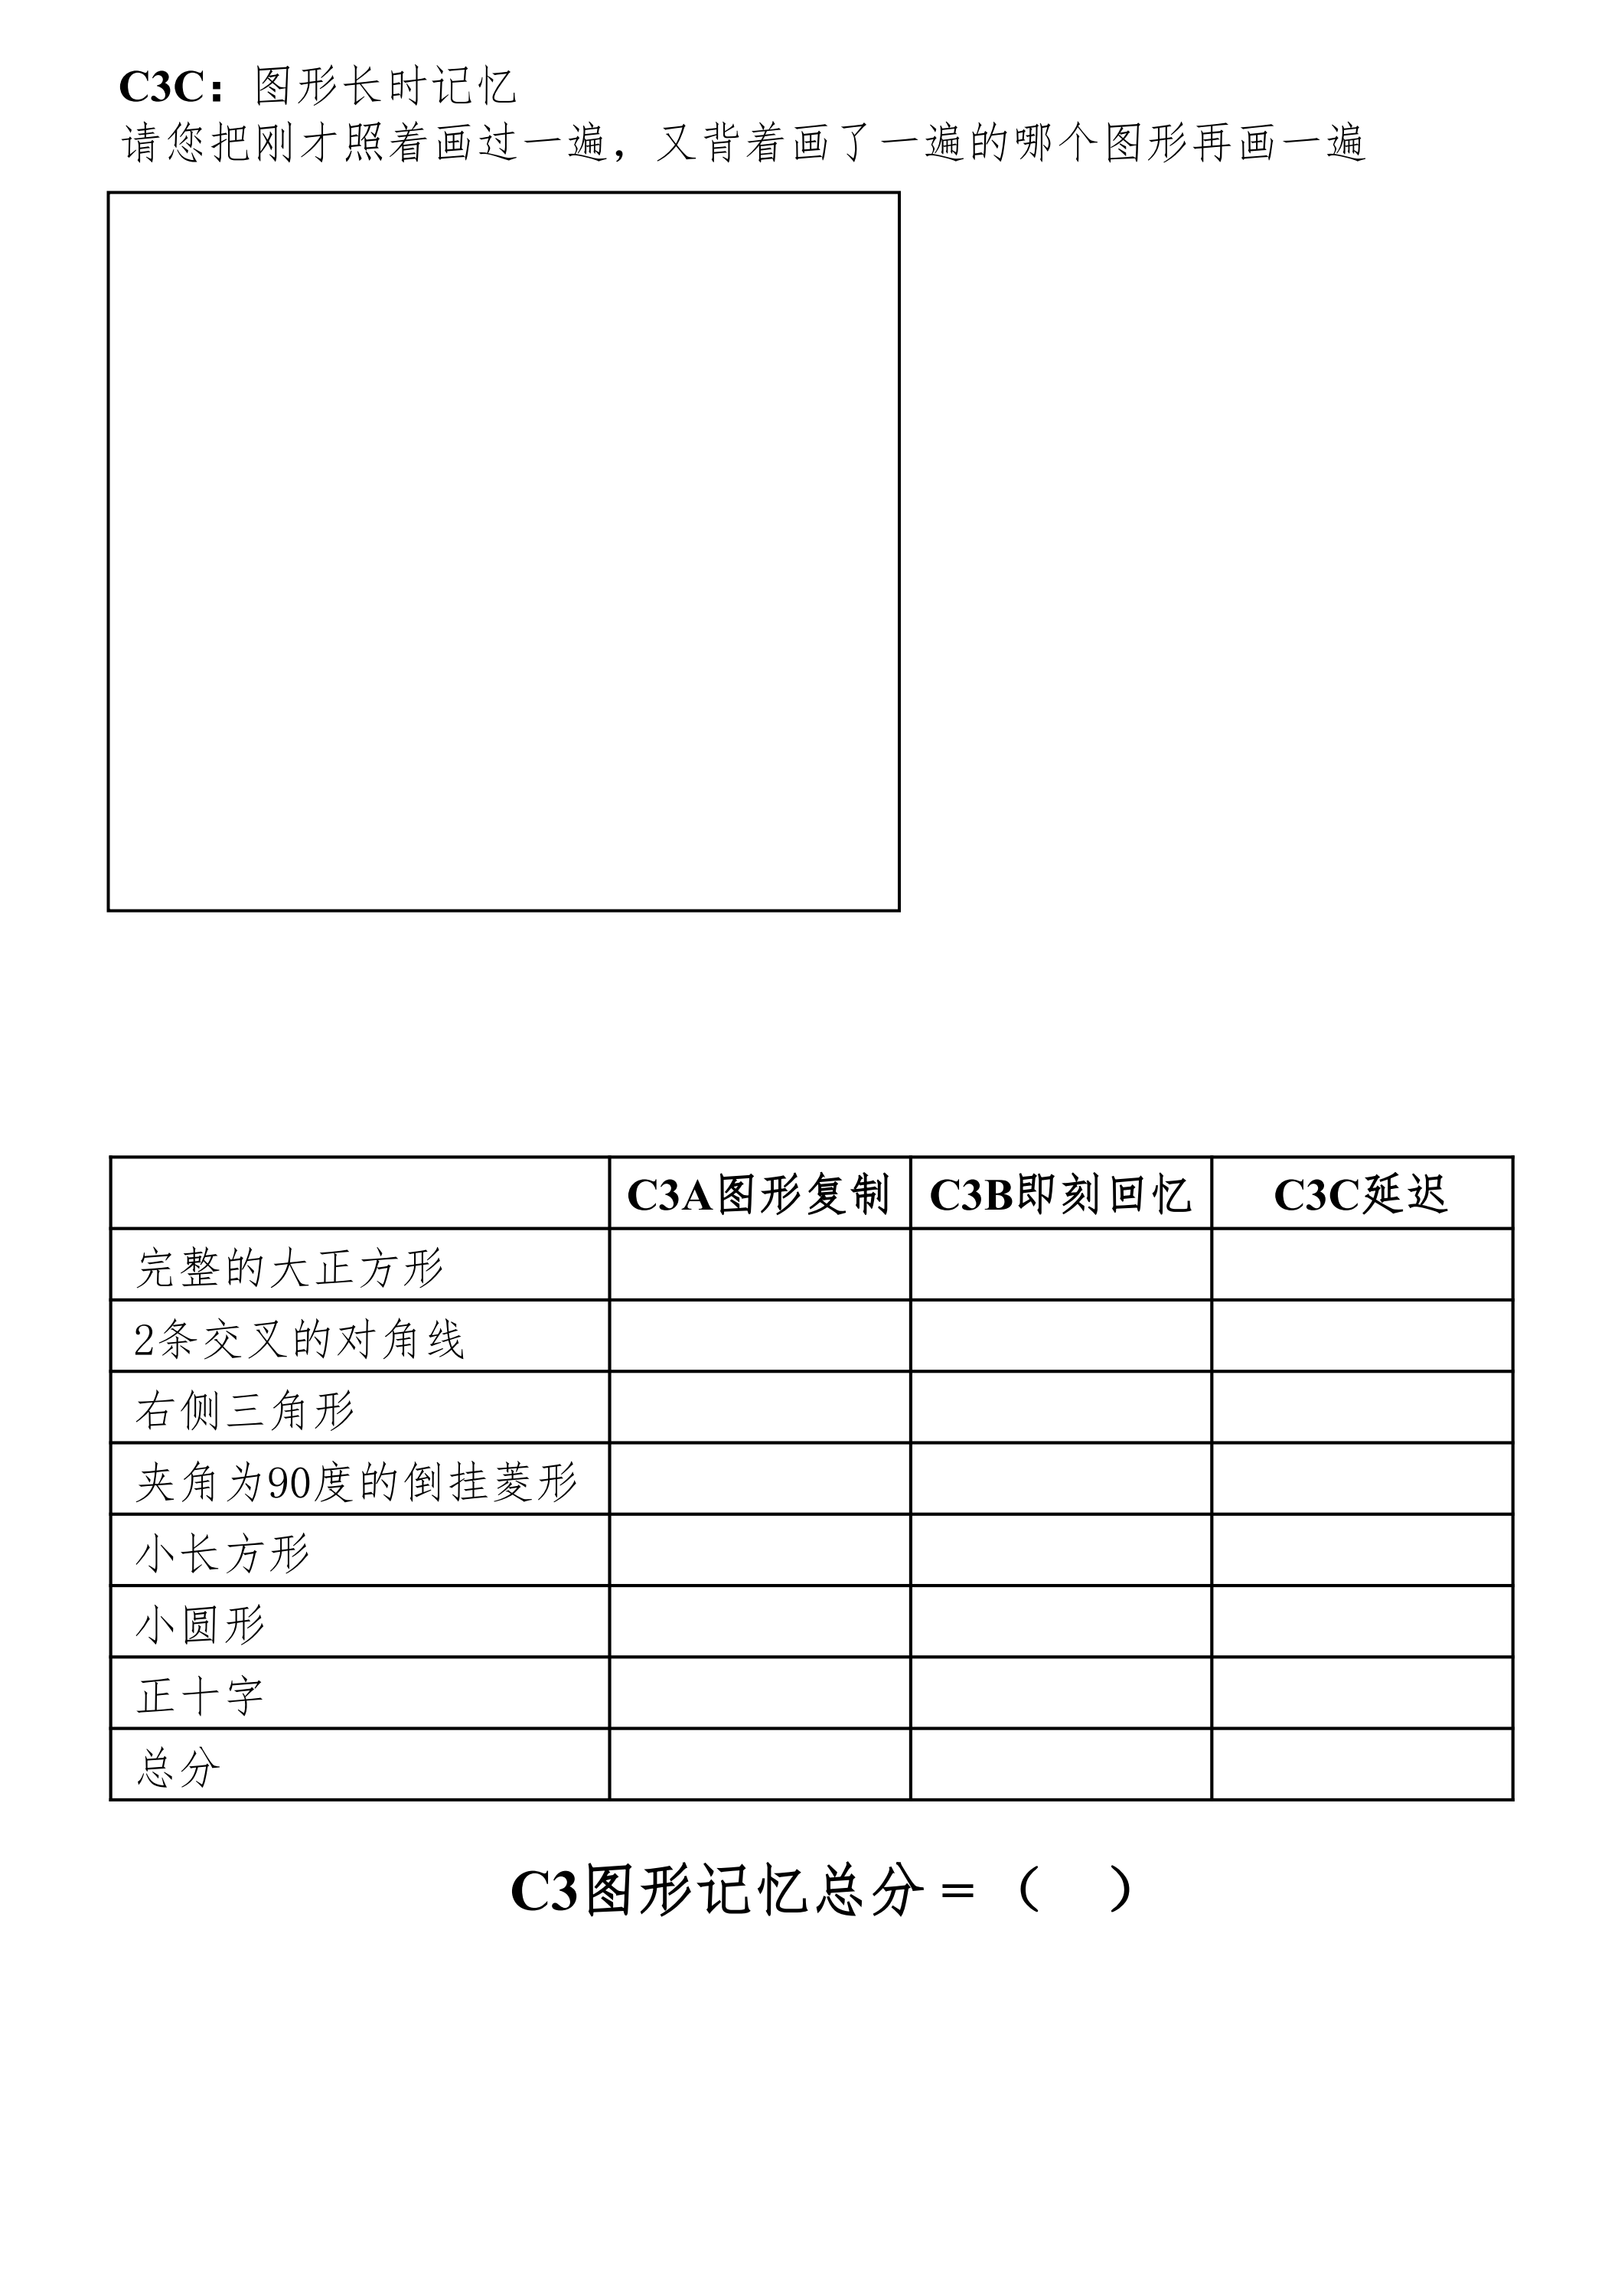 C3C：图形长时记忆
请您把刚才照着画过一遍，又背着画了一遍的哪个图形再画一遍
C3A图形复制 C3B即刻回忆 C3C延迟
完整的大正方形
2条交叉的对角线
右侧三角形
夹角为90度的倒挂菱形
小长方形
小圆形
正十字
总分
C3图形记忆总分＝（ ）